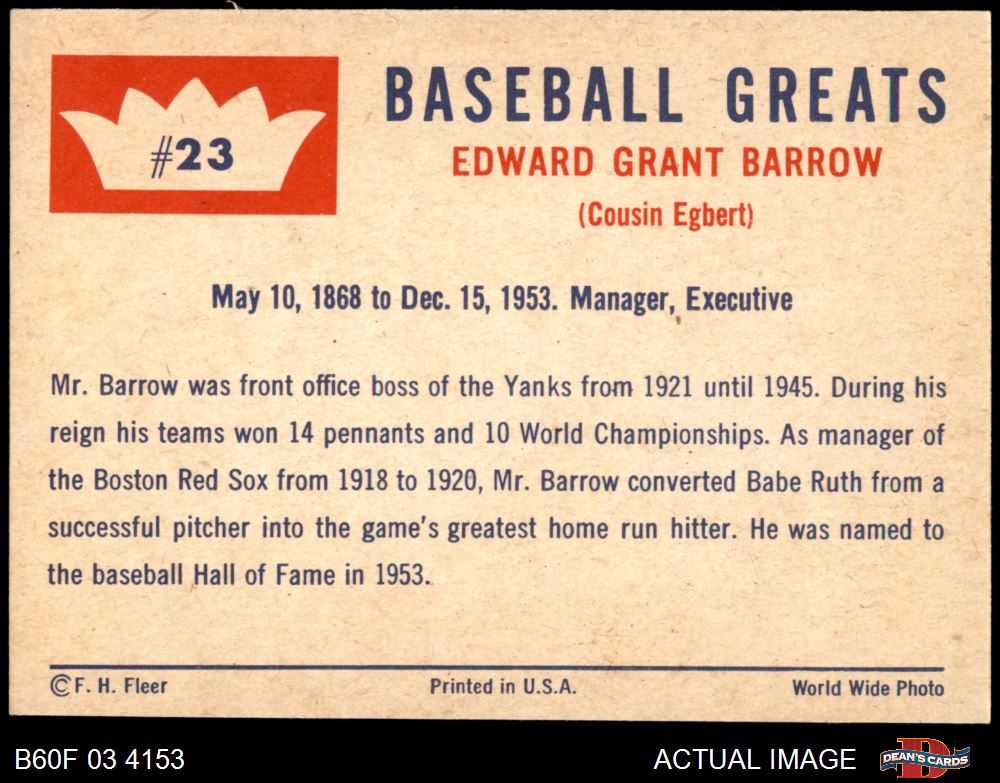 #23
BASEBALL GREATS
EDWARD GRANT BARROW
(Cousin Egbert)
May 10, 1868 to Dec. 15, 1953. Manager, Executive
Mr. Barrow was front office boss of the Yanks from 1921 until 1945. During his
reign his teams won 14 pennants and 10 World Championships. As manager of
the Boston Red Sox from 1918 to 1920, Mr. Barrow converted Babe Ruth from a
successful pitcher into the game's greatest home run hitter. He was named to
the baseball Hall of Fame in 1953.
© F. H. Fleer Printed in U.S.A. World Wide Photo
B60F 03 4153 ACTUAL IMAGE DEAN'S CARDS